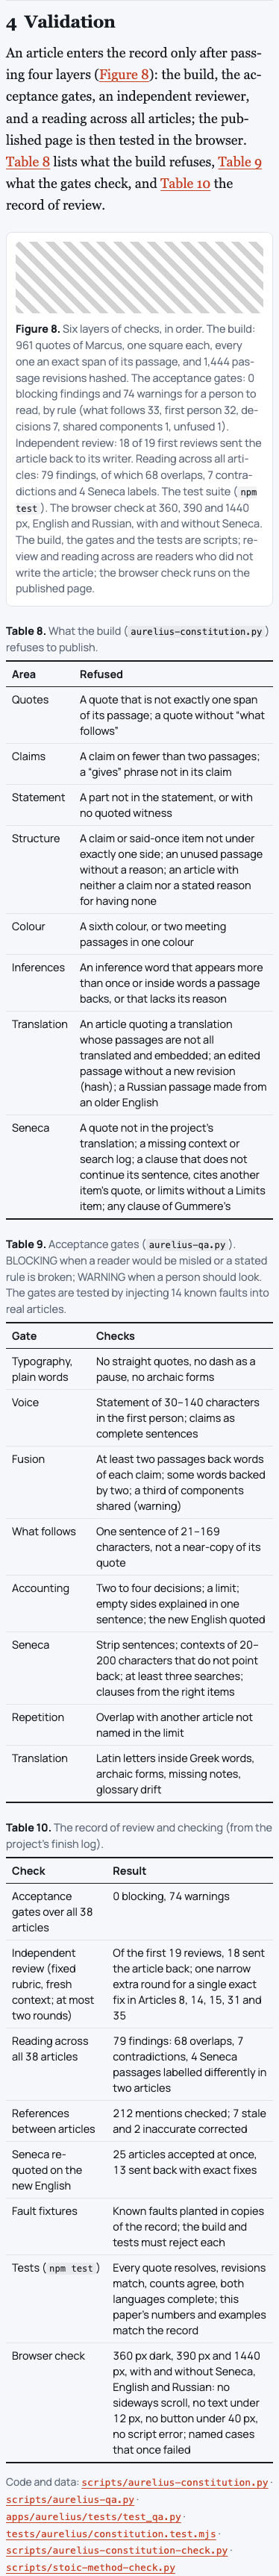 4 Validation
An article enters the record only after pass-
ing four layers (Figure 8): the build, the ac-
ceptance gates, an independent reviewer,
and a reading across all articles; the pub-
lished page is then tested in the browser.
Table 8 lists what the build refuses, Table 9
what the gates check, and Table 10 the
record of review.
Figure 8. Six layers of checks, in order. The build:
961 quotes of Marcus, one square each, every
one an exact span of its passage, and 1,444 pas-
sage revisions hashed. The acceptance gates: 0
blocking findings and 74 warnings for a person to
read, by rule (what follows 33, first person 32, de-
cisions 7, shared components 1, unfused 1).
Independent review: 18 of 19 first reviews sent the
article back to its writer. Reading across all arti-
cles: 79 findings, of which 68 overlaps, 7 contra-
dictions and 4 Seneca labels. The test suite ( npm
test ). The browser check at 360, 390 and 1440
px, English and Russian, with and without Seneca.
The build, the gates and the tests are scripts; re-
view and reading across are readers who did not
write the article; the browser check runs on the
published page.
Table 8. What the build ( aurelius-constitution.py )
refuses to publish.
Area Refused
Quotes A quote that is not exactly one span
of its passage; a quote without “what
follows”
Claims A claim on fewer than two passages;
a “gives” phrase not in its claim
Statement A part not in the statement, or with
no quoted witness
Structure A claim or said-once item not under
exactly one side; an unused passage
without a reason; an article with
neither a claim nor a stated reason
for having none
Colour A sixth colour, or two meeting
passages in one colour
Inferences An inference word that appears more
than once or inside words a passage
backs, or that lacks its reason
Translation An article quoting a translation
whose passages are not all
translated and embedded; an edited
passage without a new revision
(hash); a Russian passage made from
an older English
Seneca A quote not in the project’s
translation; a missing context or
search log; a clause that does not
continue its sentence, cites another
item’s quote, or limits without a Limits
item; any clause of Gummere’s
Table 9. Acceptance gates ( aurelius-qa.py ).
BLOCKING when a reader would be misled or a stated
rule is broken; WARNING when a person should look.
The gates are tested by injecting 14 known faults into
real articles.
Gate Checks
Typography, No straight quotes, no dash as a
plain words pause, no archaic forms
Voice Statement of 30–140 characters
in the first person; claims as
complete sentences
Fusion At least two passages back words
of each claim; some words backed
by two; a third of components
shared (warning)
What follows One sentence of 21–169
characters, not a near-copy of its
quote
Accounting Two to four decisions; a limit;
empty sides explained in one
sentence; the new English quoted
Seneca Strip sentences; contexts of 20–
200 characters that do not point
back; at least three searches;
clauses from the right items
Repetition Overlap with another article not
named in the limit
Translation Latin letters inside Greek words,
archaic forms, missing notes,
glossary drift
Table 10. The record of review and checking (from the
project’s finish log).
Check Result
Acceptance 0 blocking, 74 warnings
gates over all 38
articles
Independent Of the first 19 reviews, 18 sent
review (fixed the article back; one narrow
rubric, fresh extra round for a single exact
context; at most fix in Articles 8, 14, 15, 31 and
two rounds) 35
Reading across 79 findings: 68 overlaps, 7
all 38 articles contradictions, 4 Seneca
passages labelled differently in
two articles
References 212 mentions checked; 7 stale
between articles and 2 inaccurate corrected
Seneca re- 25 articles accepted at once,
quoted on the 13 sent back with exact fixes
new English
Fault fixtures Known faults planted in copies
of the record; the build and
tests must reject each
Tests ( npm test ) Every quote resolves, revisions
match, counts agree, both
languages complete; this
paper’s numbers and examples
match the record
Browser check 360 px dark, 390 px and 1440
px, with and without Seneca,
English and Russian: no
sideways scroll, no text under
12 px, no button under 40 px,
no script error; named cases
that once failed
Code data: scripts/aurelius-constitution.py ·
scripts/aurelius-qa.py ·
apps/aurelius/tests/test_qa.py ·
tests/aurelius/constitution.test.mjs ·
scripts/aurelius-constitution-check.py ·
scripts/stoic-method-check.py